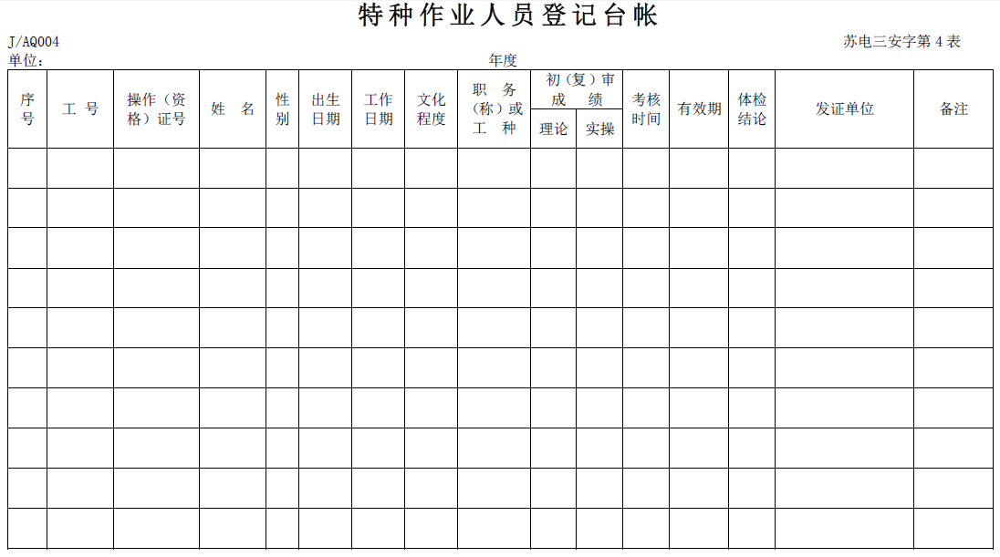 特种作业人员登记台帐
J/AQ004
苏电三安字第 4 表
单位:
年度
序号
工 号
操作（资格）证号
姓 名
性别
出生日期
工作日期
文化程度
职 务（称）或工 种
初（复）审成 绩
理论
实操
考核时间
有效期
体检结论
发证单位
备注